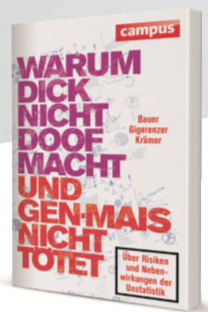 campus
WARUM
DICK
NICHT
DOOF
MACHT
UND
GEN-MAIS
NICHT
TÖTET
Bauer
Gigerenzer
Krämer
Über Risiken
und Neben-
wirkungen der
Unstatistik